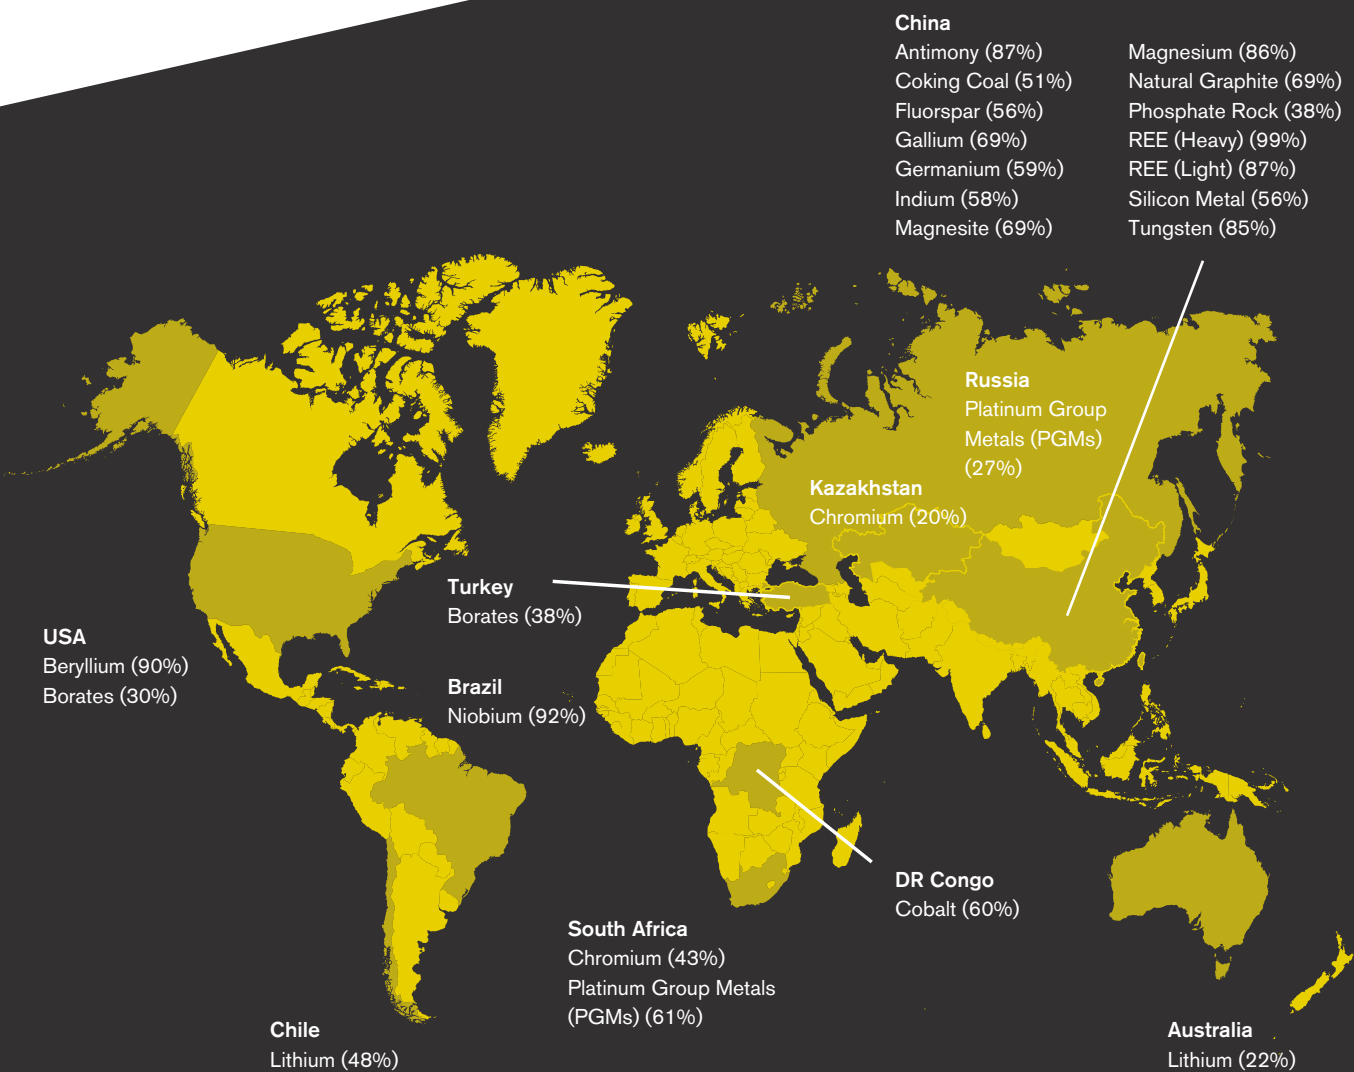 China
Antimony (87%)
Coking Coal (51%)
Fluorspar (56%)
Gallium (69%)
Germanium (59%)
Indium (58%)
Magnesite (69%)
Magnesium (86%)
Natural Graphite (69%)
Phosphate Rock (38%)
REE (Heavy) (99%)
REE (Light) (87%)
Silicon Metal (56%)
Tungsten (85%)
Russia
Platinum Group
Metals (PGMs)
(27%)
Kazakhstan
Chromium (20%)
Turkey
Borates (38%)
USA
Beryllium (90%)
Borates (30%)
Brazil
Niobium (92%)
DR Congo
Cobalt (60%)
South Africa
Chromium (43%)
Platinum Group Metals
(PGMs) (61%)
Chile
Lithium (48%)
Australia
Lithium (22%)